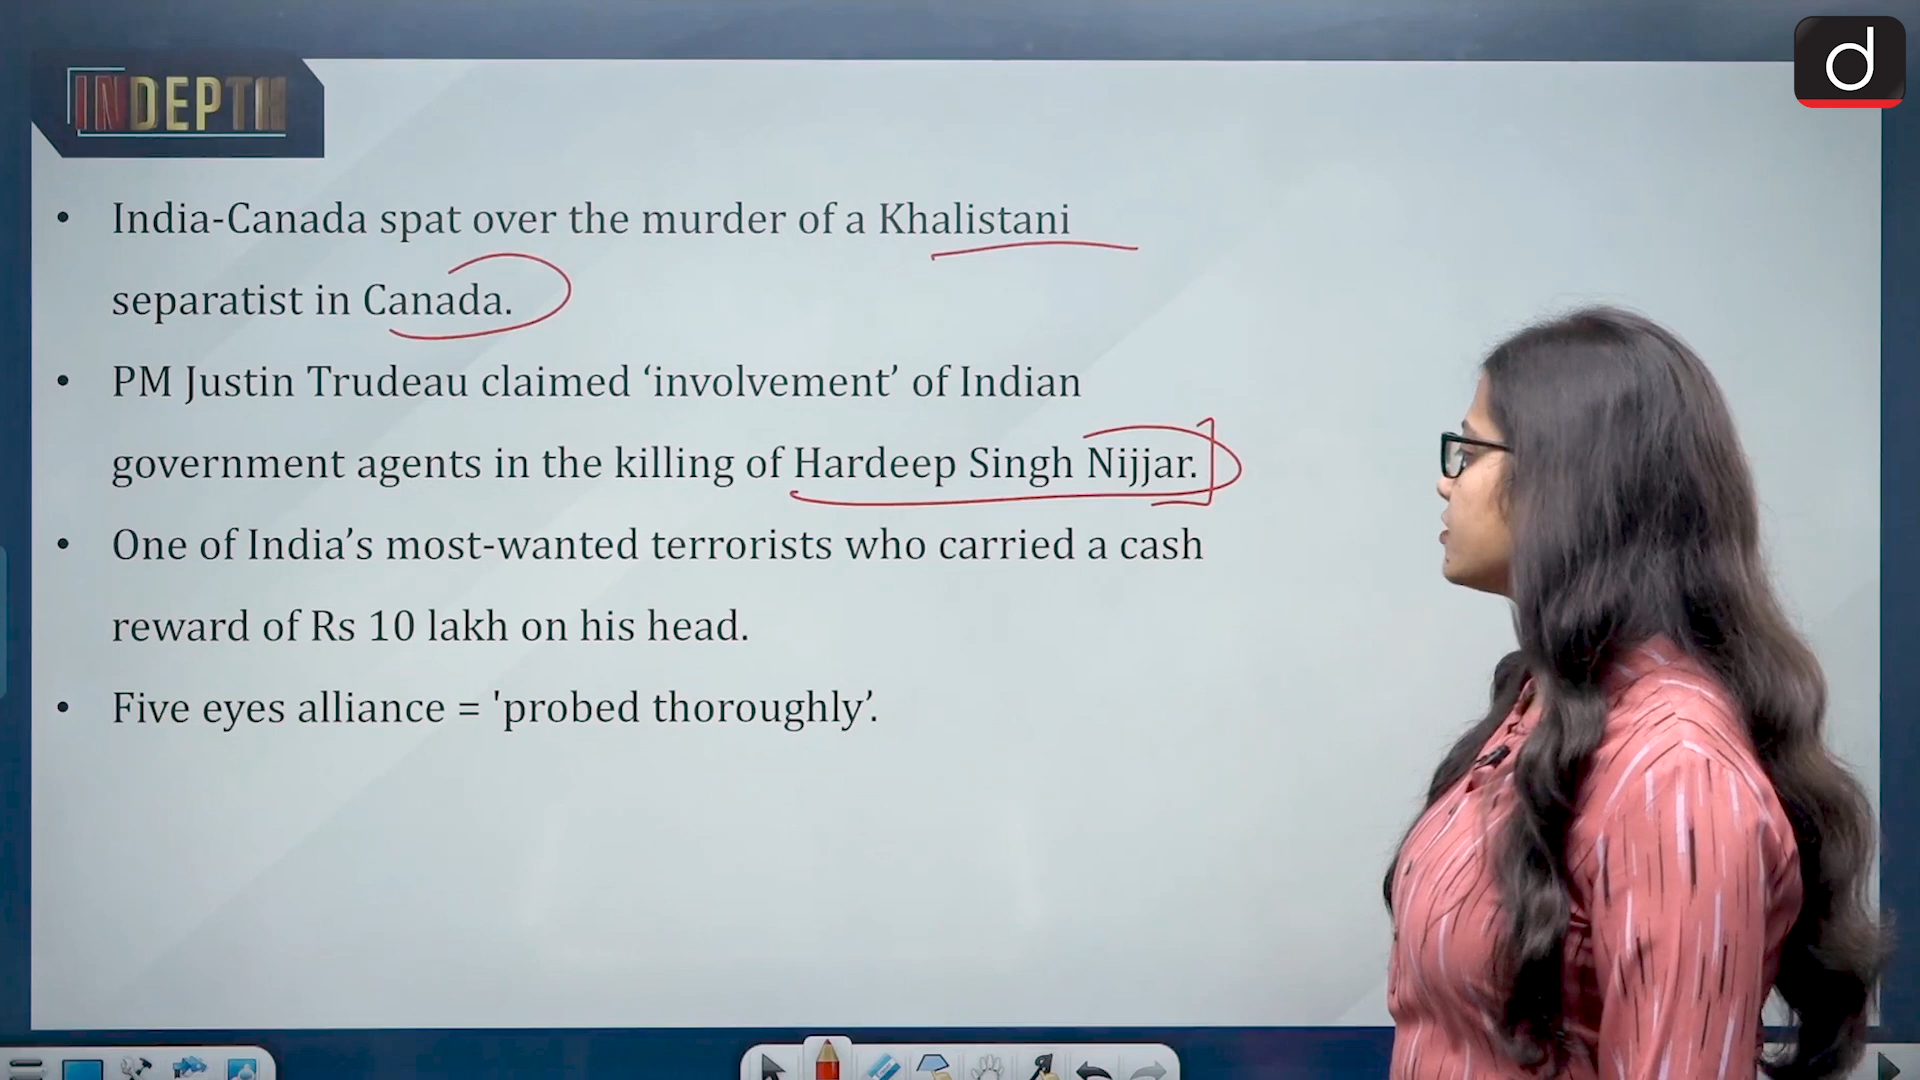 INDEPTH
d
• India-Canada spat over the murder of a Khalistani
separatist in Canada.
• PM Justin Trudeau claimed ‘involvement’ of Indian
government agents in the killing of Hardeep Singh Nijjar.
• One of India’s most-wanted terrorists who carried a cash
reward of Rs 10 lakh on his head.
• Five eyes alliance = 'probed thoroughly’.